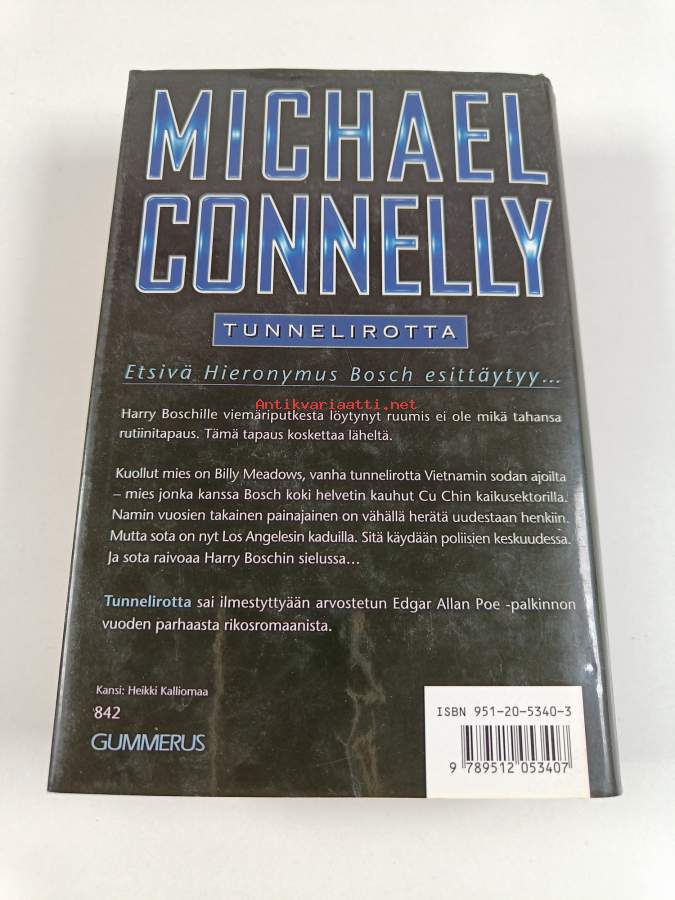 MICHAEL
CONNELLY
TUNNELIROTTA
Etsivä Hieronymus Bosch esittäytyy...
Antikvariaatti.net
Harry Boschille viemäriputkesta löytynyt ruumis ei ole mikä tahansa
rutiinitapaus. Tämä tapaus koskettaa läheltä.
Kuollut mies on Billy Meadows, vanha tunnelirotta Vietnamin sodan ajoilta
– mies jonka kanssa Bosch koki helvetin kauhut Cu Chin kaikusektorilla.
Namin vuosien takainen painajainen on vähällä herätä uudestaan henkiin.
Mutta sota on nyt Los Angelesin kaduilla. Sitä käydään poliisien keskuudessa.
Ja sota raivoaa Harry Boschin sielussa...
Tunnelirotta sai ilmestyttyään arvostetun Edgar Allan Poe -palkinnon
vuoden parhaasta rikosromaanista.
Kansi: Heikki Kalliomaa
842
GUMMERUS
ISBN 951-20-5340-3
9 789512 053407